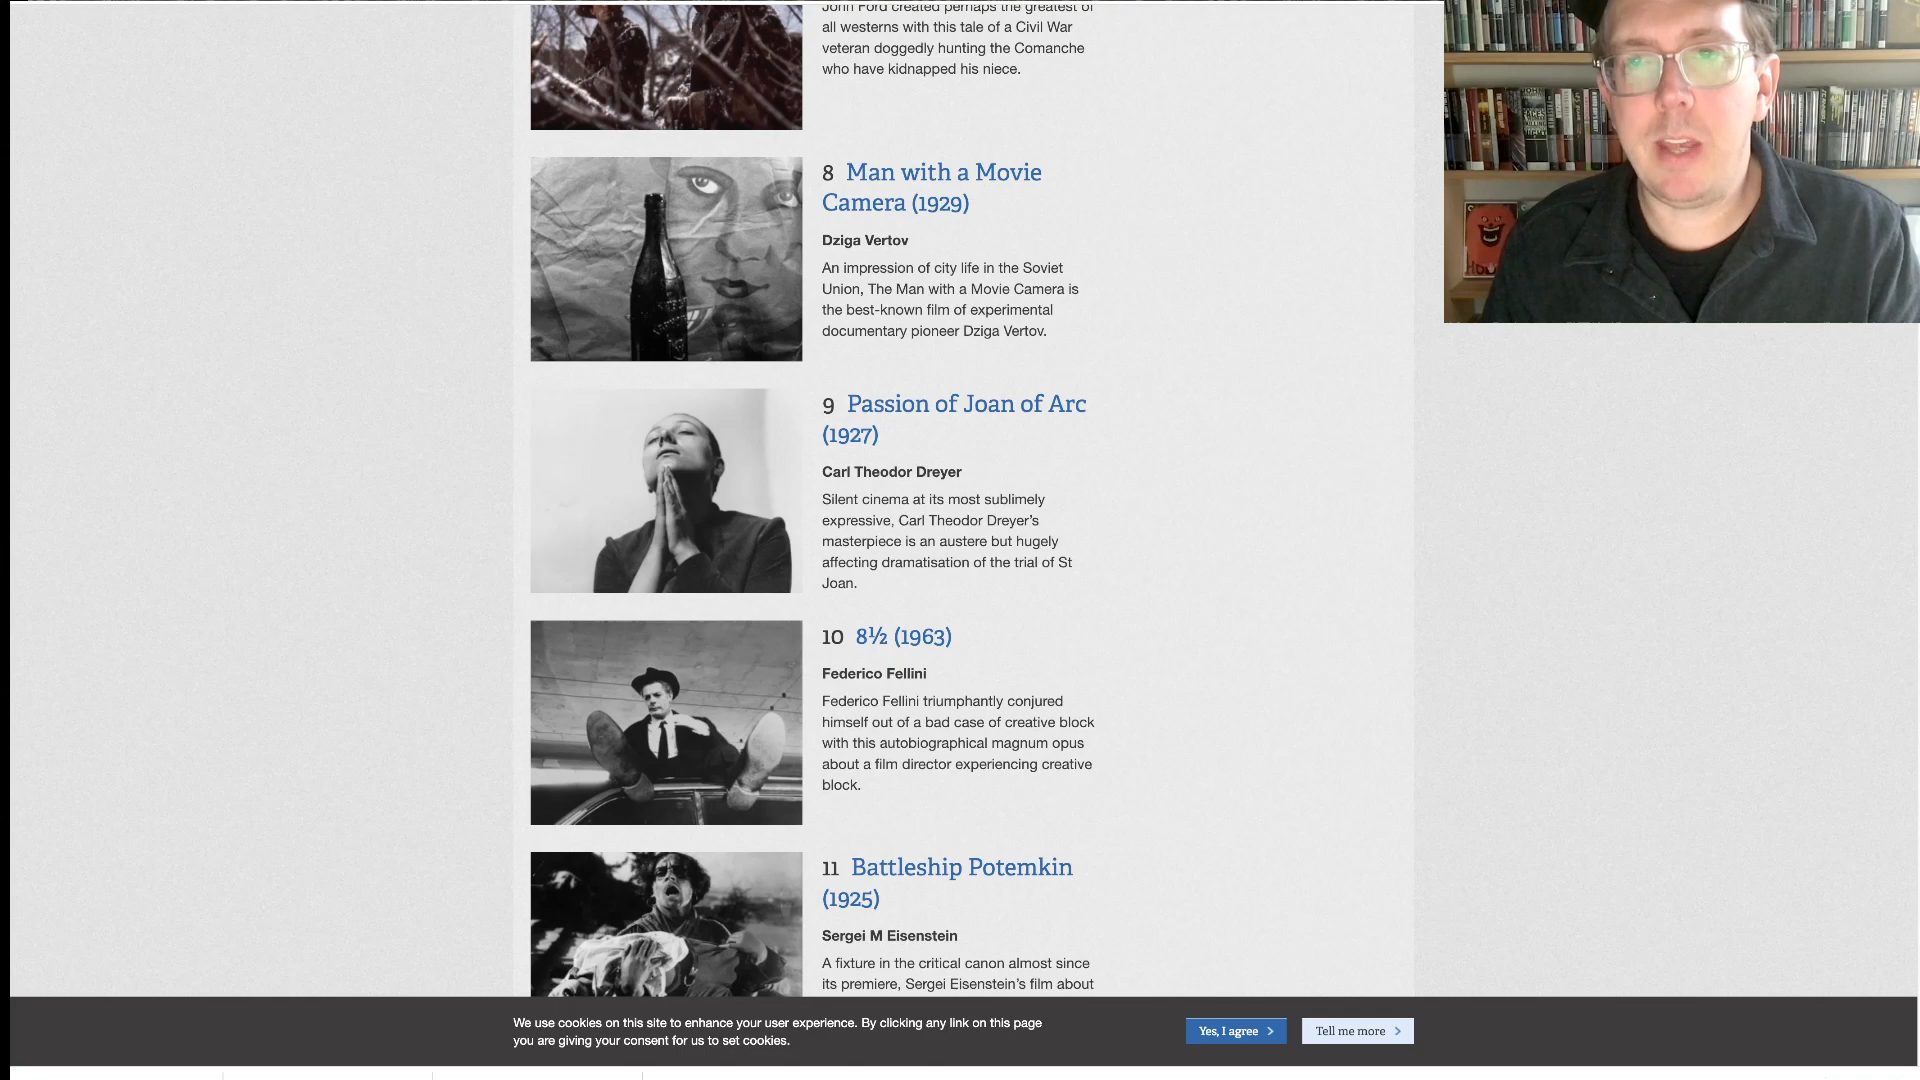 John Ford created perhaps the greatest of
all westerns with this tale of a Civil War
veteran doggedly hunting the Comanche
who have kidnapped his niece.
8 Man with a Movie
Camera (1929)
Dziga Vertov
An impression of city life in the Soviet
Union, The Man with a Movie Camera is
the best-known film of experimental
documentary pioneer Dziga Vertov.
9 Passion of Joan of Arc
(1927)
Carl Theodor Dreyer
Silent cinema at its most sublimely
expressive, Carl Theodor Dreyer’s
masterpiece is an austere but hugely
affecting dramatisation of the trial of St
Joan.
10 8½ (1963)
Federico Fellini
Federico Fellini triumphantly conjured
himself out of a bad case of creative block
with this autobiographical magnum opus
about a film director experiencing creative
block.
11 Battleship Potemkin
(1925)
Sergei M Eisenstein
A fixture in the critical canon almost since
its premiere, Sergei Eisenstein’s film about
We use cookies on this site to enhance your user experience. By clicking any link on this page
you are giving your consent for us to set cookies.
Yes, I agree >
Tell me more >
FACES